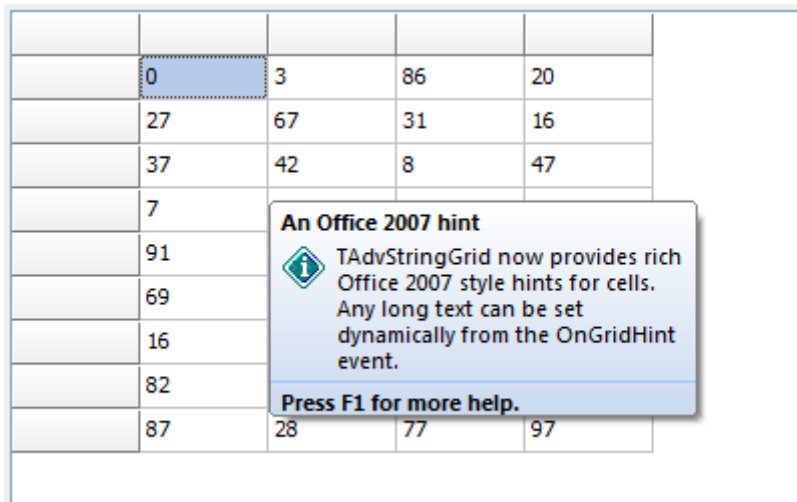 0 3 86 20
27 67 31 16
37 42 8 47
7
An Office 2007 hint
91
TAdvStringGrid now provides rich
Office 2007 style hints for cells.
69
Any long text can be set
16
dynamically from the OnGridHint
event.
82
Press F1 for more help.
87 28 77 97